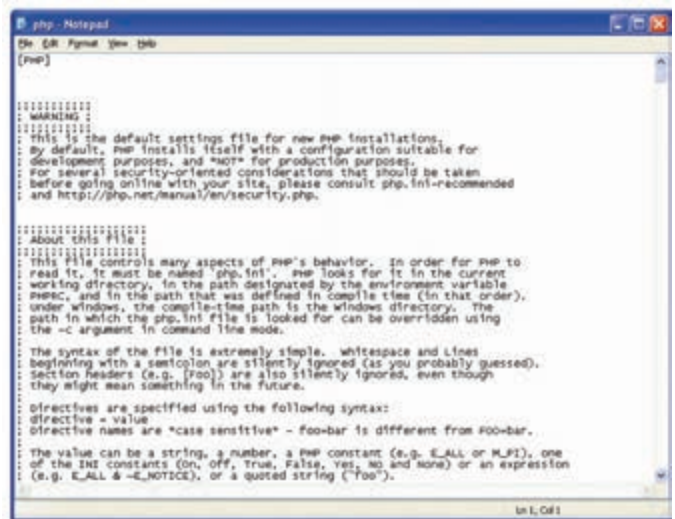 php - Notepad
File Edit Format View Help
[PHP]
;;;;;;;;;;;
; WARNING ;
;;;;;;;;;;;
; This is the default settings file for new PHP installations.
; By default, PHP installs itself with a configuration suitable for
; development purposes, and *NOT* for production purposes.
; For several security-oriented considerations that should be taken
; before going online with your site, please consult php.ini-recommended
; and http://php.net/manual/en/security.php.
;;;;;;;;;;;;;;;;;;;
; About this file ;
;;;;;;;;;;;;;;;;;;;
; This file controls many aspects of PHP's behavior.  In order for PHP to
; read it, it must be named 'php.ini'.  PHP looks for it in the current
; working directory, in the path designated by the environment variable
; PHPRC, and in the path that was defined in compile time (in that order).
; Under Windows, the compile-time path is the Windows directory.  The
; path in which the php.ini file is looked for can be overridden using
; the -c argument in command line mode.
;
; The syntax of the file is extremely simple.  Whitespace and Lines
; beginning with a semicolon are silently ignored (as you probably guessed).
; Section headers (e.g. [Foo]) are also silently ignored, even though
; they might mean something in the future.
;
; Directives are specified using the following syntax:
; directive = value
; Directive names are *case sensitive* - foo=bar is different from FOO=bar.
;
; The value can be a string, a number, a PHP constant (e.g. E_ALL or M_PI), one
; of the INI constants (On, Off, True, False, Yes, No and None) or an expression
; (e.g. E_ALL & ~E_NOTICE), or a quoted string ("foo").
Ln 1, Col 1